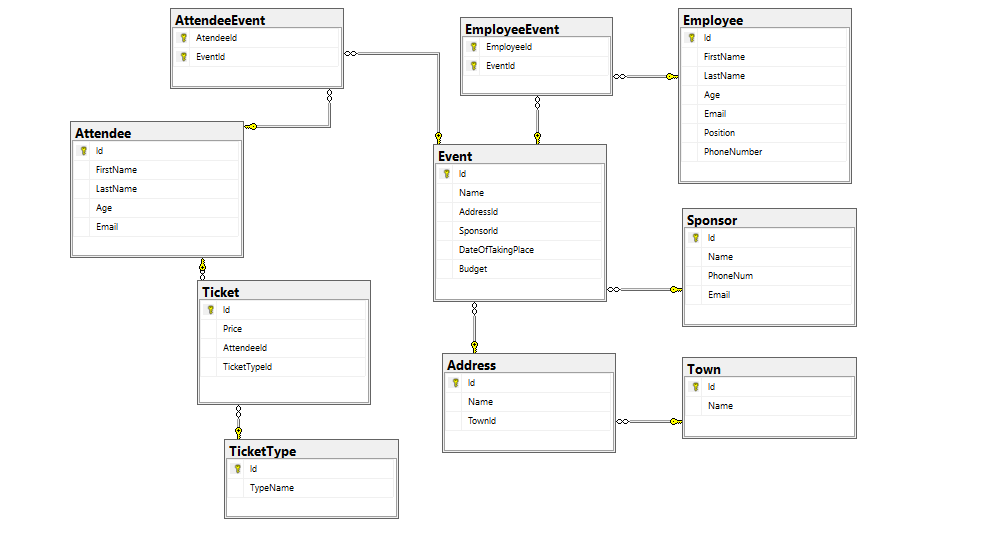 AttendeeEvent
AtendeeId
EventId
EmployeeEvent
EmployeeId
EventId
Employee
Id
FirstName
LastName
Age
Email
Position
PhoneNumber
Attendee
Id
FirstName
LastName
Age
Email
Event
Id
Name
AddressId
SponsorId
DateOfTakingPlace
Budget
Sponsor
Id
Name
PhoneNum
Email
Ticket
Id
Price
AttendeeId
TicketTypeId
Address
Id
Name
TownId
Town
Id
Name
TicketType
Id
TypeName